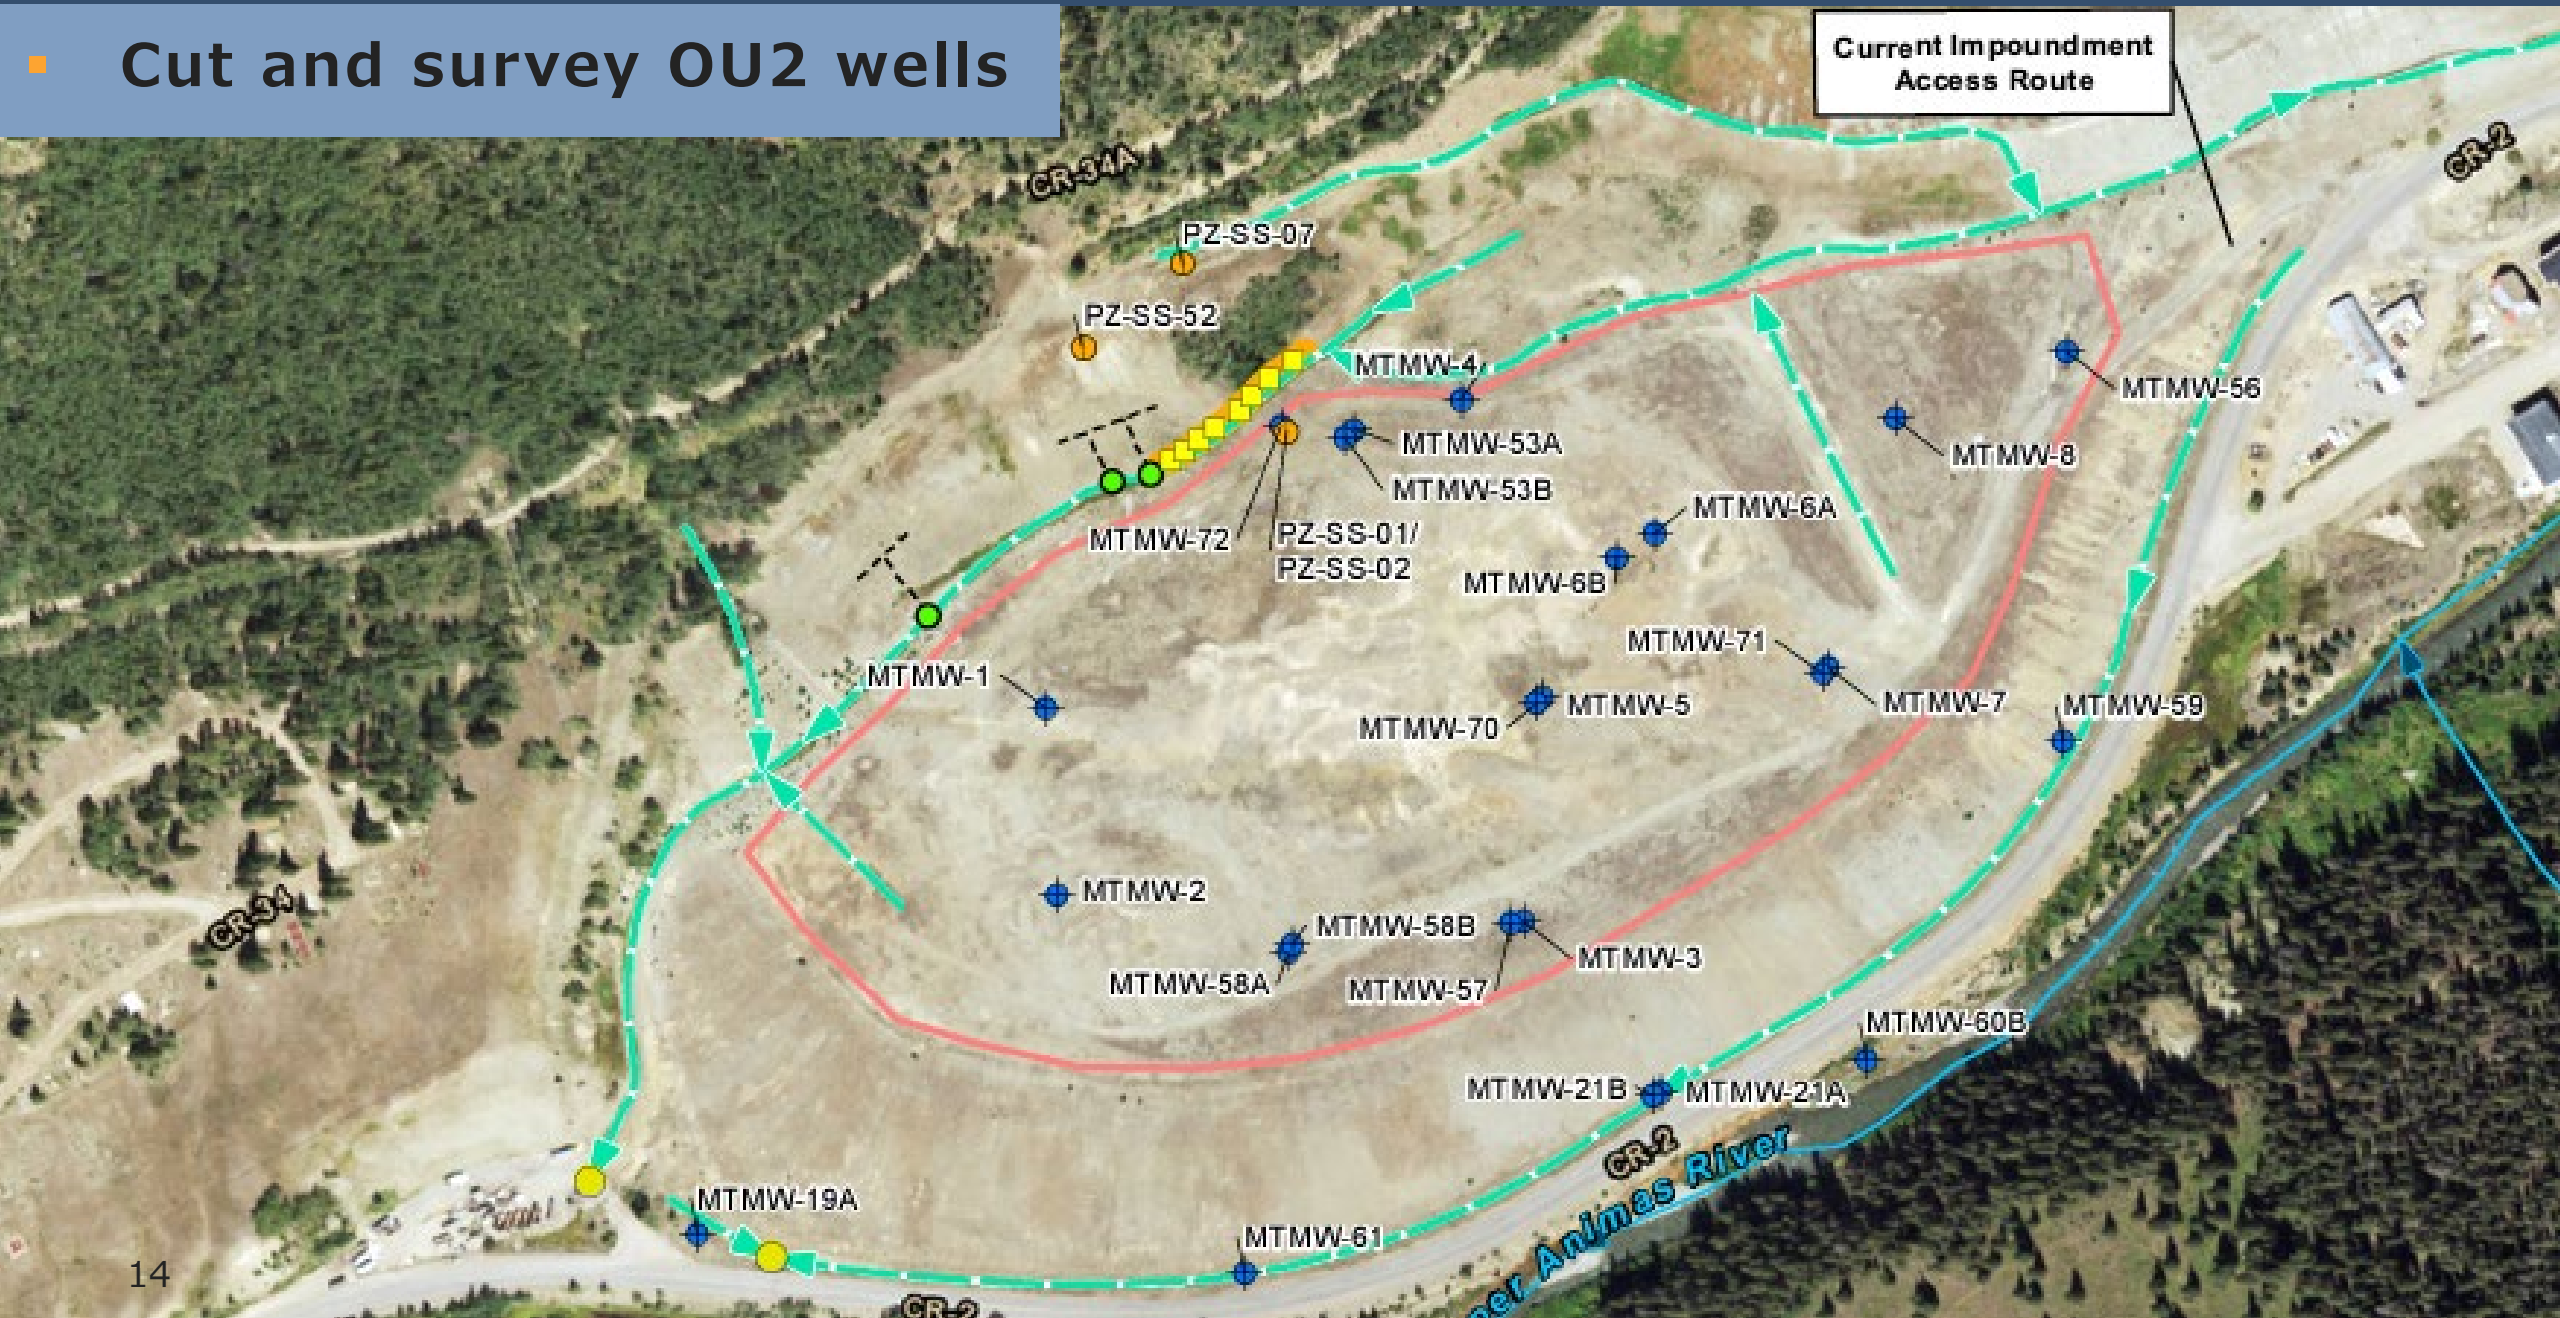 ▪ Cut and survey OU2 wells
Current Impoundment
Access Route
CR-2
CR-34A
PZ-SS-07
PZ-SS-52
MTMW-4
MTMW-56
MTMW-53A
MTMW-8
MTMW-53B
MTMW-6A
MTMW-72
PZ-SS-01/
PZ-SS-02
MTMW-6B
MTMW-71
MTMW-1
MTMW-5
MTMW-7
MTMW-59
MTMW-70
MTMW-2
CR-34
MTMW-58B
MTMW-3
MTMW-58A
MTMW-57
MTMW-60B
MTMW-21B
MTMW-21A
CR-2
Animas River
MTMW-19A
MTMW-61
14
CR-2